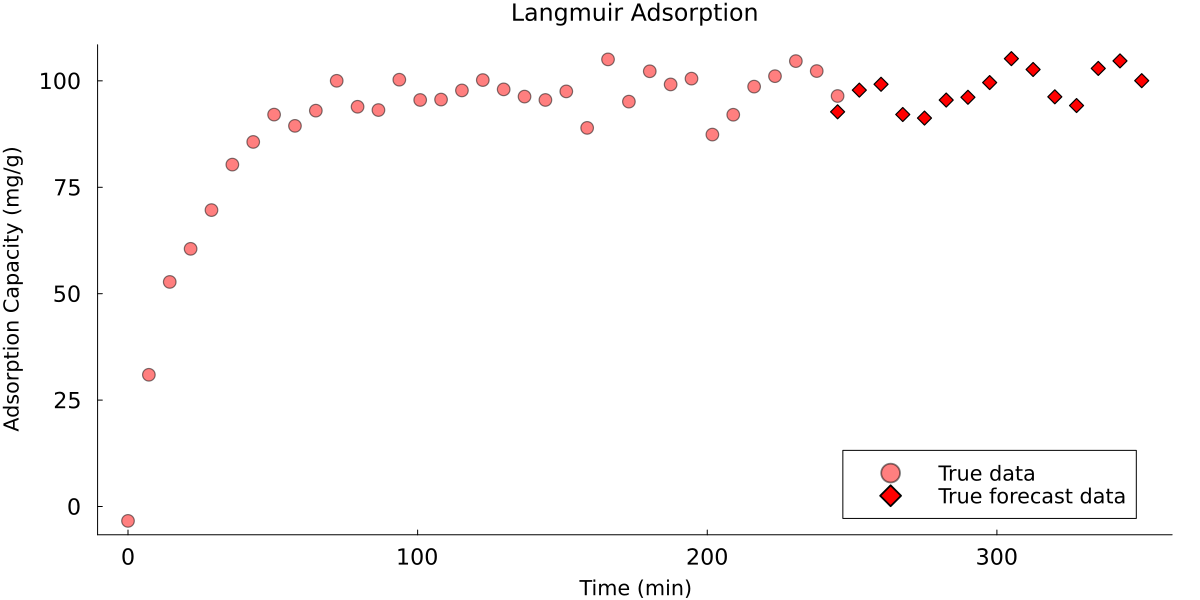 Langmuir Adsorption
Adsorption Capacity (mg/g)
100
75
50
25
0
0
100
200
300
Time (min)
True data
True forecast data